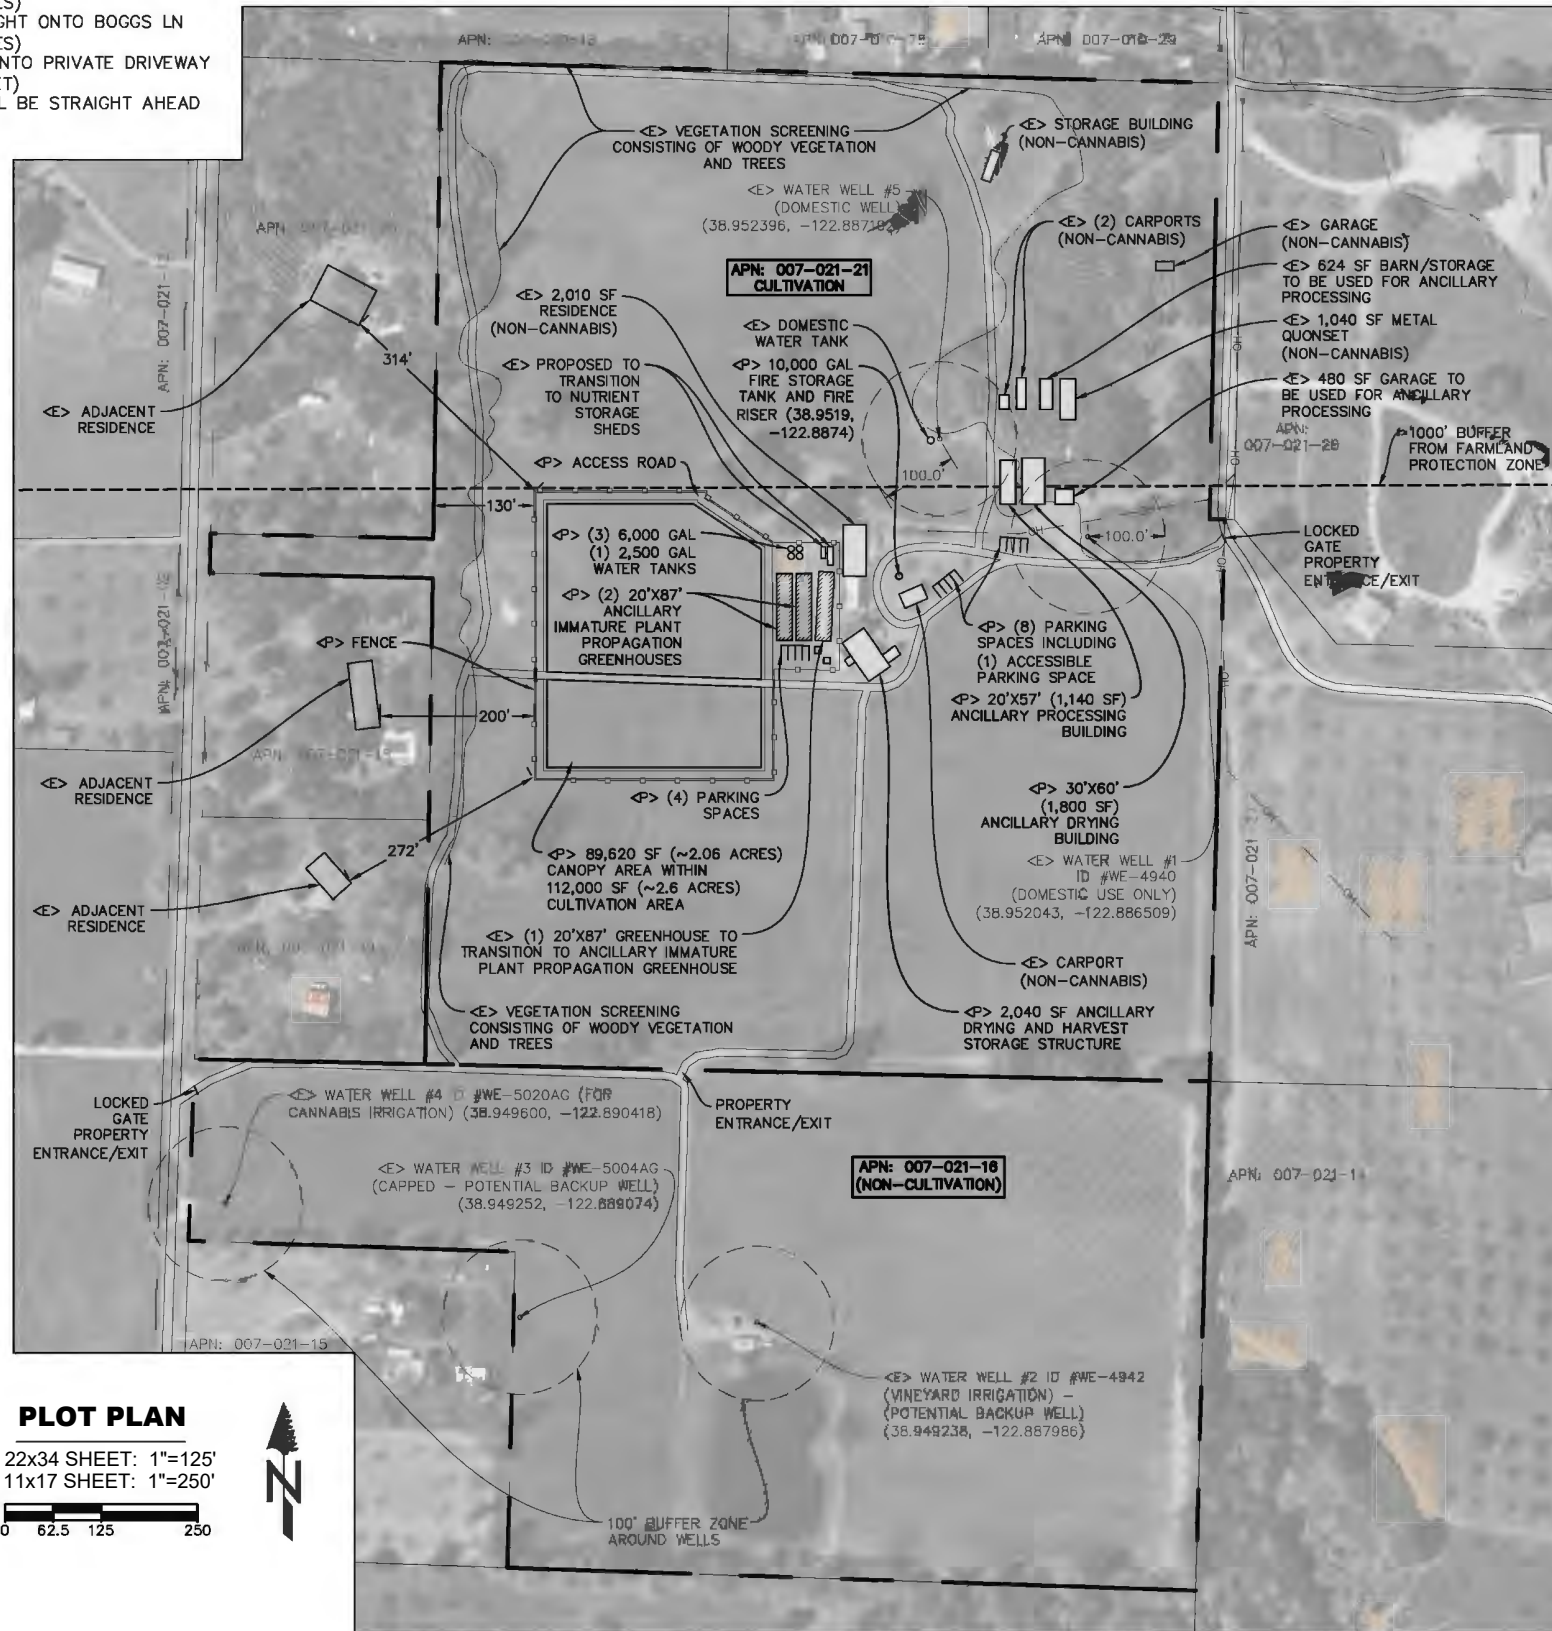 GHT ONTO BOGGS LN
NTO PRIVATE DRIVEWAY
L BE STRAIGHT AHEAD
APN:
APN: 007-010-29
<E> VEGETATION SCREENING
CONSISTING OF WOODY VEGETATION
AND TREES
<E> STORAGE BUILDING
(NON-CANNABIS)
<E> WATER WELL #5
(DOMESTIC WELL)
(38.952396,
APN: 007-021-21
CULTIVATION
<E> (2) CARPORTS
(NON-CANNABIS)
<E> GARAGE
(NON-CANNABIS)
<E> 624 SF BARN/STORAGE
TO BE USED FOR ANCILLARY
PROCESSING
<E> 1,040 SF METAL
QUONSET
(NON-CANNABIS)
<E> 480 SF GARAGE TO
BE USED FOR ANCILLARY
PROCESSING
APN:
007-021-28
1000' BUFFER
FROM FARMLAND
PROTECTION ZONE
<E> 2,010 SF
RESIDENCE
(NON-CANNABIS)
<E> PROPOSED TO
TRANSITION
TO NUTRIENT
STORAGE
SHEDS
<E> DOMESTIC
WATER TANK
<P> 10,000 GAL
FIRE STORAGE
TANK AND FIRE
RISER (38.9519,
-122.8874)
314'
<E> ADJACENT
RESIDENCE
<P> ACCESS ROAD
100.0'
130'
<P> (3) 6,000 GAL
(1) 2,500 GAL
WATER TANKS
<P> (2) 20'X87'
ANCILLARY
IMMATURE PLANT
PROPAGATION
GREENHOUSES
OH
100.0'
LOCKED
GATE
PROPERTY
<P> FENCE
<P> (8) PARKING
SPACES INCLUDING
(1) ACCESSIBLE
PARKING SPACE
<P> 20'X57' (1,140 SF)
ANCILLARY PROCESSING
BUILDING
200'
<E> ADJACENT
RESIDENCE
<P> (4) PARKING
SPACES
<P> 30'X60'
(1,800 SF)
ANCILLARY DRYING
BUILDING
272'
<P> 89,620 SF (~2.06 ACRES)
CANOPY AREA WITHIN
112,000 SF (~2.6 ACRES)
CULTIVATION AREA
<E> WATER WELL #1
ID #WE-4940
(DOMESTIC USE ONLY)
(38.952043, -122.886509)
<E> ADJACENT
RESIDENCE
<E> (1) 20'X87' GREENHOUSE TO
TRANSITION TO ANCILLARY IMMATURE
PLANT PROPAGATION GREENHOUSE
<E> CARPORT
(NON-CANNABIS)
<E> VEGETATION SCREENING
CONSISTING OF WOODY VEGETATION
AND TREES
<P> 2,040 SF ANCILLARY
DRYING AND HARVEST
STORAGE STRUCTURE
LOCKED
GATE
PROPERTY
ENTRANCE/EXIT
<E> WATER WELL #4 ID #WE-5020AG (FOR
CANNABIS IRRIGATION) (38.949600, -122.890418)
PROPERTY
ENTRANCE/EXIT
<E> WATER WELL #3 ID #WE-5004AG
(CAPPED - POTENTIAL BACKUP WELL)
(38.949252, -122.889074)
APN: 007-021-16
(NON-CULTIVATION)
APN: 007-021-15
<E> WATER WELL #2 ID #WE-4942
(VINEYARD IRRIGATION) -
(POTENTIAL BACKUP WELL)
(38.949238, -122.887986)
100' BUFFER ZONE
AROUND WELLS
PLOT PLAN
22x34 SHEET: 1"=125'
11x17 SHEET: 1"=250'
0 62.5 125 250
N